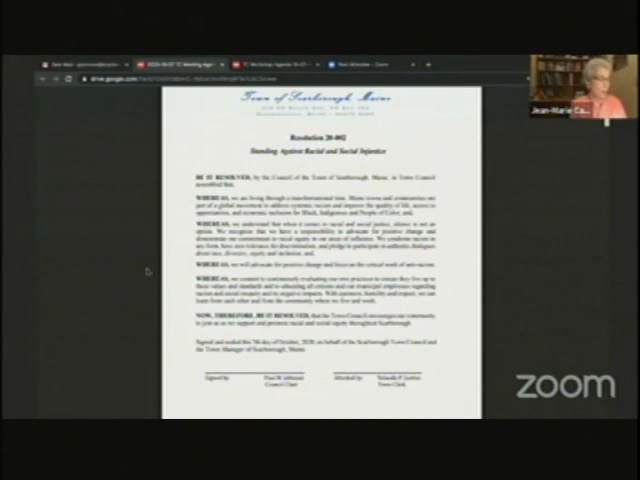 drive.google.com
Jean-Marie Ca...
Town of Scarborough, Maine
Resolution 20-002
Standing Against Racial and Social Injustice
BE IT RESOLVED, by the Council of the Town of Scarborough, Maine, in Town Council
assembled that,
WHEREAS, we are living through a transformational time. Maine towns and communities are
part of a global movement to address systemic racism and improve the quality of life, access to
opportunities, and economic inclusion for Black, Indigenous and People of Color; and,
WHEREAS, we understand that when it comes to racial and social justice, silence is not an
option. We recognize that we have a responsibility to advocate for positive change and
demonstrate our commitment to racial equity in our areas of influence. We condemn racism in
any form, have zero tolerance for discrimination, and pledge to participate in authentic dialogues
about race, diversity, equity and inclusion; and,
WHEREAS, we will advocate for positive change and focus on the critical work of anti-racism.
WHEREAS, we commit to continuously evaluating our own practices to ensure they live up to
these values and standards and to educating all citizens and our municipal employees regarding
racism and social inequity and its negative impacts. With openness, humility and respect, we can
learn from each other and from the community where we live and work.
NOW, THEREFORE, BE IT RESOLVED, that the Town Council encourages our community
to join us as we support and promote racial and social equity throughout Scarborough.
Signed and sealed this 7th day of October, 2020, on behalf of the Scarborough Town Council and
the Town Manager of Scarborough, Maine.
Signed by, Paul M Johnson Attested by, Yolande P. Justice
Council Chair Town Clerk
zoom